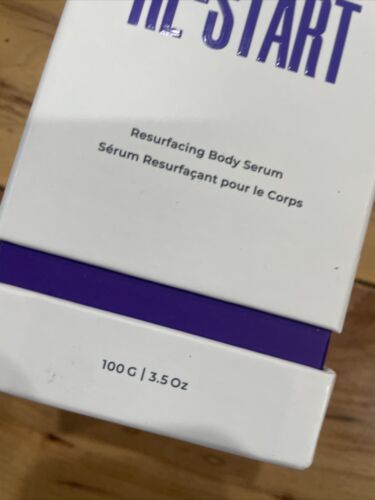 RE-START
Resurfacing Body Serum
Sérum Resurfaçant pour le Corps
100 G | 3.5 Oz